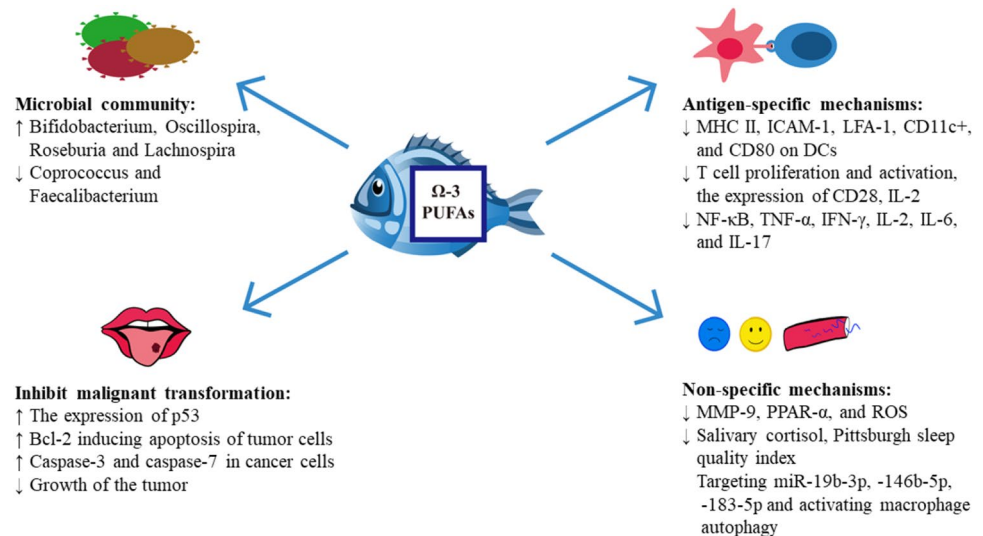 Microbial community:
↑ Bifidobacterium, Oscillospira,
Roseburia and Lachnospira
↓ Coprococcus and
Faecalibacterium
Ω-3
PUFAs
Antigen-specific mechanisms:
↓ MHC II, ICAM-1, LFA-1, CD11c+,
and CD80 on DCs
↓ T cell proliferation and activation,
the expression of CD28, IL-2
↓ NF-κB, TNF-α, IFN-γ, IL-2, IL-6,
and IL-17
Inhibit malignant transformation:
↑ The expression of p53
↑ Bcl-2 inducing apoptosis of tumor cells
↑ Caspase-3 and caspase-7 in cancer cells
↓ Growth of the tumor
Non-specific mechanisms:
↓ MMP-9, PPAR-α, and ROS
↓ Salivary cortisol, Pittsburgh sleep
quality index
Targeting miR-19b-3p, -146b-5p,
-183-5p and activating macrophage
autophagy